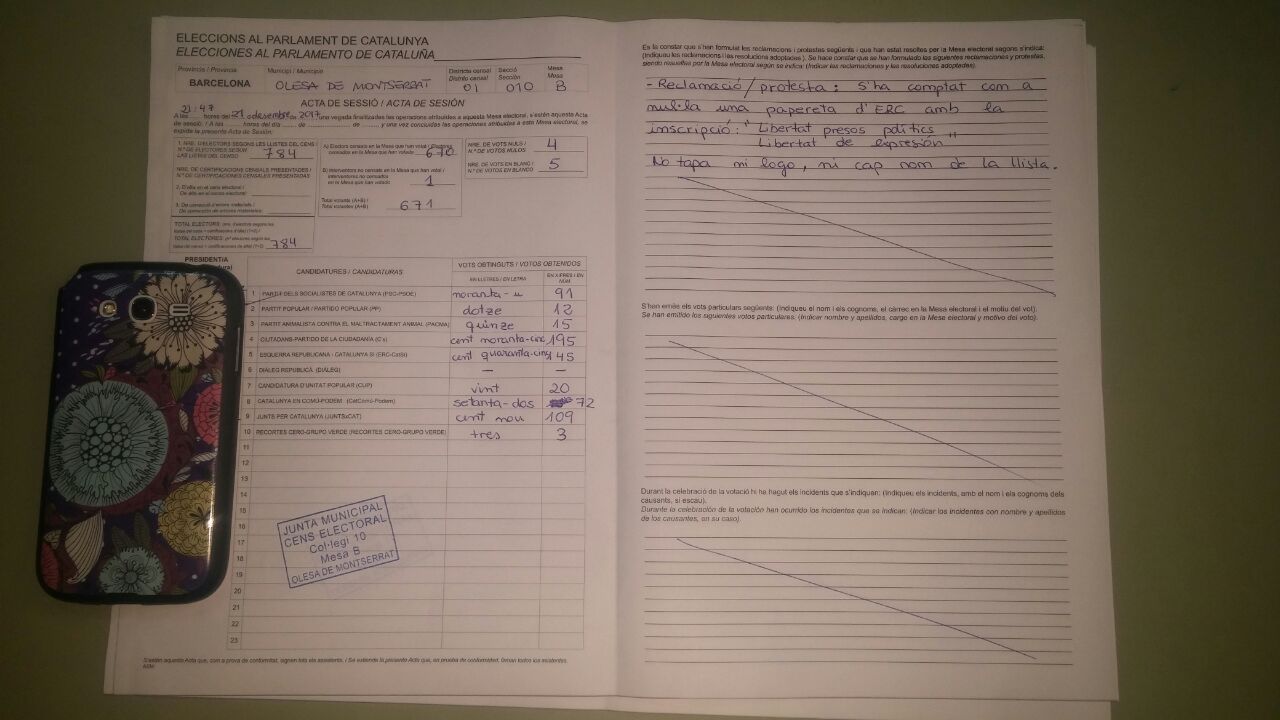 ELECCIONS AL PARLAMENT DE CATALUNYA
ELECCIONES AL PARLAMENTO DE CATALUÑA
Província / Provincia
Municipi / Municipio
Districte censal
Distrito censal
Secció
Sección
Mesa
Mesa
BARCELONA
OLESA DE MONTSERRAT
01
010
B
ACTA DE SESSIÓ / ACTA DE SESIÓN
A les 21:47 hores del 21 desembre de 2017, una vegada finalitzades les operacions atribuïdes a aquesta Mesa electoral, s'estén aquesta Acta
de sessió. / A las ...... horas del día ...... de ............ de ......, y una vez concluidas las operaciones atribuidas a esta Mesa electoral, se
expide la presente Acta de Sesión:
1. NRE. D'ELECTORS SEGONS LES LLISTES DEL CENS /
N.º DE ELECTORES SEGÚN
LAS LISTAS DEL CENSO 784
NRE. DE CERTIFICACIONS CENSALS PRESENTADES /
N.º DE CERTIFICACIONES CENSALES PRESENTADAS
2. D'alta en el cens electoral /
De alta en el censo electoral
3. De correcció d'errors materials /
De corrección de errores materiales
TOTAL ELECTORS
TOTAL ELECTORES 784
A) Electors censats en la Mesa que han votat / Electores
censados en la Mesa que han votado 670
B) Interventors no censats en la Mesa que han votat /
Interventores no censados
en la Mesa que han votado 1
Total votants (A+B) /
Total votantes (A+B) 671
NRE. DE VOTS NULS /
N.º DE VOTOS NULOS 4
NRE. DE VOTS EN BLANC /
N.º DE VOTOS EN BLANCO 5
PRESIDENT/A
CANDIDATURES / CANDIDATURAS
VOTS OBTINGUTS / VOTOS OBTENIDOS
EN LLETRES / EN LETRA
EN XIFRES / EN NÚM.
1 PARTIT DELS SOCIALISTES DE CATALUNYA (PSC-PSOE) noranta-u 91
2 PARTIT POPULAR / PARTIDO POPULAR (PP) dotze 12
3 PARTIT ANIMALISTA CONTRA EL MALTRACTAMENT ANIMAL (PACMA) quinze 15
4 CIUTADANS-PARTIDO DE LA CIUDADANÍA (C's) cent noranta-cinc 195
5 ESQUERRA REPUBLICANA - CATALUNYA SÍ (ERC-CatSí) cent quaranta-cinc 145
6 DIÀLEG REPUBLICÀ (DIÀLEG) — —
7 CANDIDATURA D'UNITAT POPULAR (CUP) vint 20
8 CATALUNYA EN COMÚ-PODEM (CatComú-Podem) setanta-dos 72
9 JUNTS PER CATALUNYA (JUNTSxCAT) cent nou 109
10 RECORTES CERO-GRUPO VERDE (RECORTES CERO-GRUPO VERDE) tres 3
11
12
13
14
15
16
17
18
19
20
21
22
23
JUNTA MUNICIPAL
CENS ELECTORAL
Col·legi 10
Mesa B
OLESA DE MONTSERRAT
S'estén aquesta Acta que, com a prova de conformitat, signen tots els assistents. / Se extiende la presente Acta que, en prueba de conformidad, firman todos los asistentes.
Es fa constar que s'han formulat les reclamacions i protestes següents i que han estat resoltes per la Mesa electoral segons s'indica:
(Indiqueu les reclamacions i les resolucions adoptades). Se hace constar que se han formulado las siguientes reclamaciones y protestas,
siendo resueltas por la Mesa electoral según se indica: (Indicar las reclamaciones y las resoluciones adoptadas).
- Reclamació / protesta: s'ha comptat com a
nul·la una papereta d'ERC amb la
inscripció: "Libertat presos polítics
Llibertat de expresión"
No tapa ni logo, ni cap nom de la llista.
S'han emès els vots particulars següents: (Indiqueu el nom i els cognoms, el càrrec en la Mesa electoral i el motiu del vot).
Se han emitido los siguientes votos particulares: (Indicar nombre y apellidos, cargo en la Mesa electoral y motivo del voto).
Durant la celebració de la votació hi ha hagut els incidents que s'indiquen: (Indiqueu els incidents, amb el nom i els cognoms dels
causants, si escau).
Durante la celebración de la votación han ocurrido los incidentes que se indican: (Indicar los incidentes con nombre y apellidos
de los causantes, en su caso).